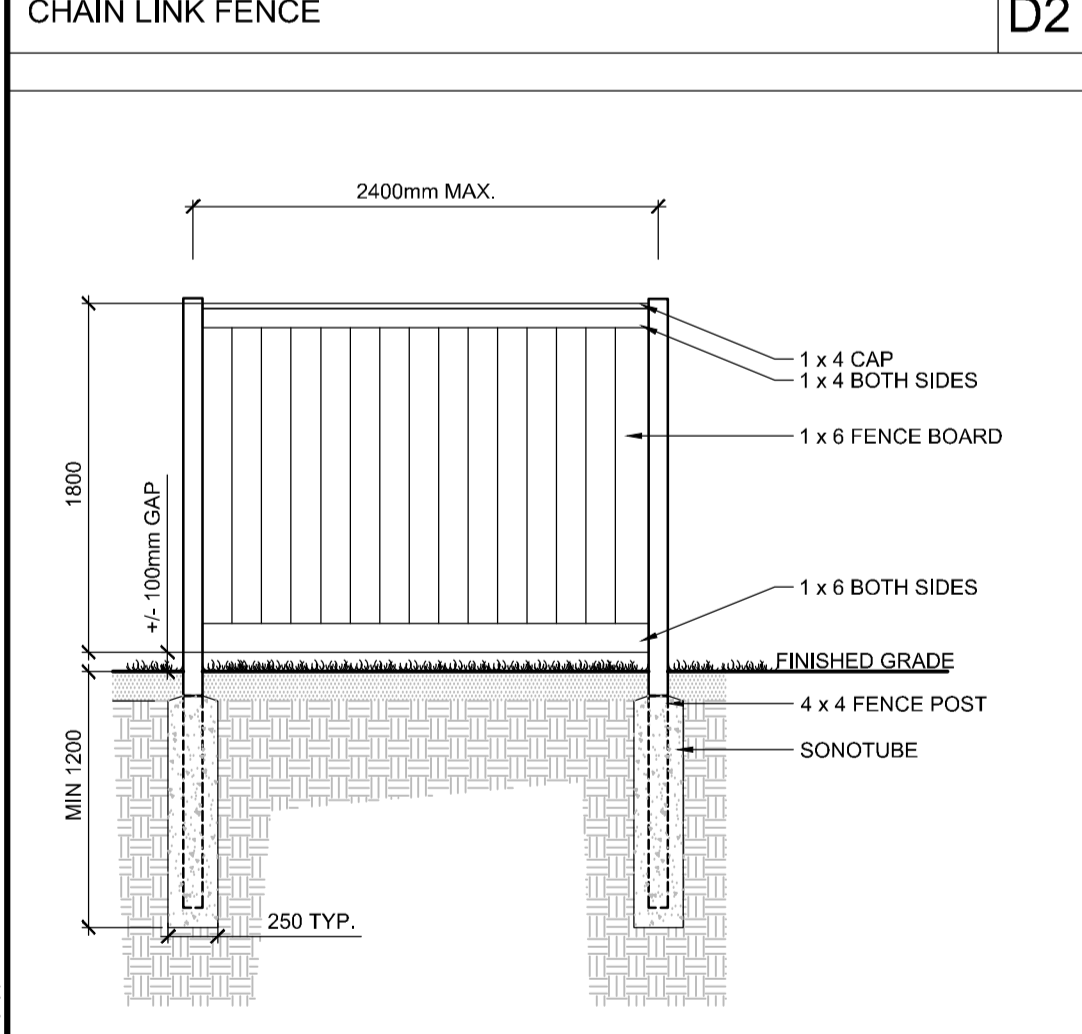 CHAIN LINK FENCE
D2
2400mm MAX.
1 x 4 CAP
1 x 4 BOTH SIDES
1 x 6 FENCE BOARD
1800
+/- 100mm GAP
1 x 6 BOTH SIDES
FINISHED GRADE
4 x 4 FENCE POST
SONOTUBE
MIN 1200
250 TYP.